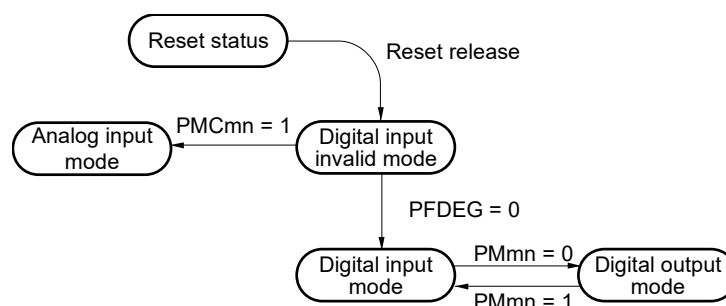 Reset status
Reset release
Analog input
mode
PMCmn = 1
Digital input
invalid mode
PFDEG = 0
Digital input
mode
PMmn = 0
PMmn = 1
Digital output
mode